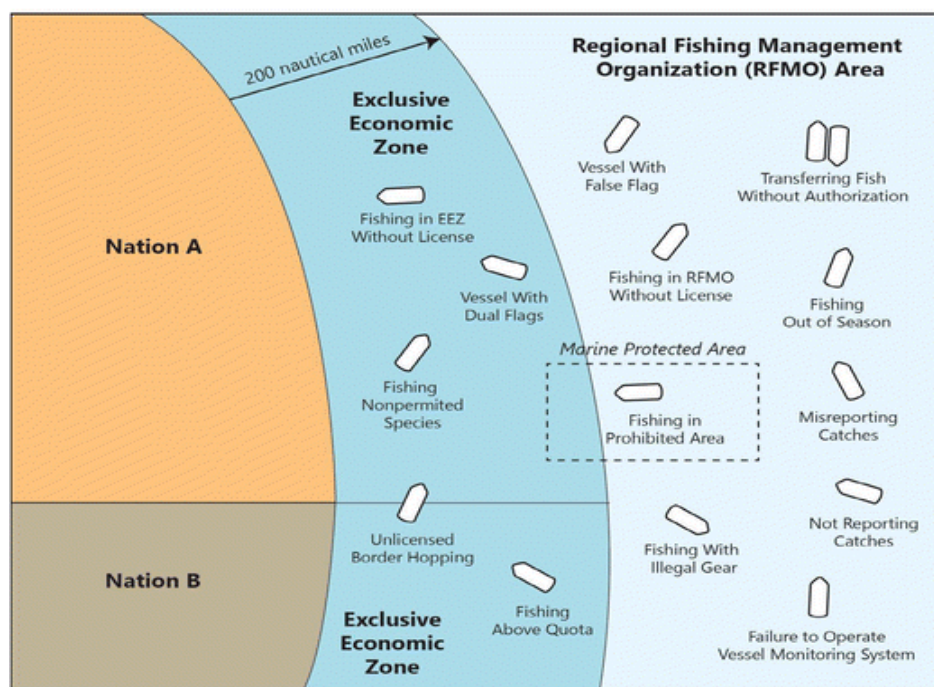 200 nautical miles
Regional Fishing Management
Organization (RFMO) Area
Exclusive
Economic
Zone
Vessel With
False Flag
Transferring Fish
Without Authorization
Fishing in EEZ
Without License
Nation A
Vessel With
Dual Flags
Fishing in RFMO
Without License
Fishing
Out of Season
Marine Protected Area
Fishing
Nonpermited
Species
Fishing in
Prohibited Area
Misreporting
Catches
Unlicensed
Border Hopping
Fishing With
Illegal Gear
Not Reporting
Catches
Nation B
Fishing
Above Quota
Exclusive
Economic
Zone
Failure to Operate
Vessel Monitoring System